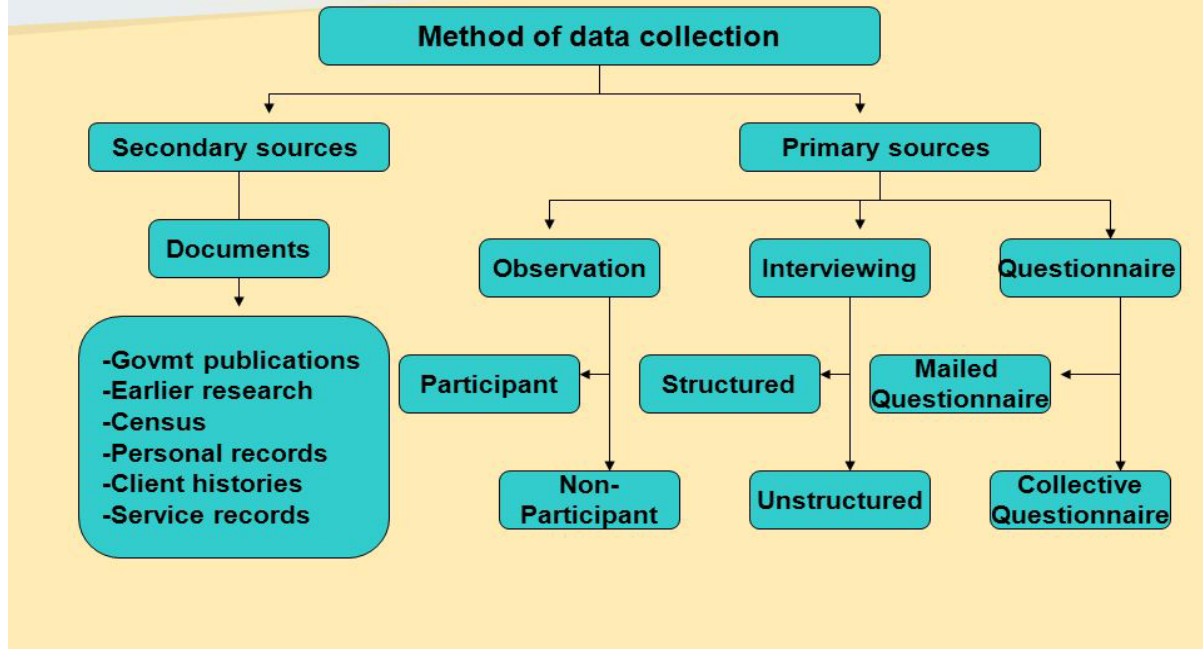 Method of data collection
Secondary sources
Primary sources
Documents
Observation
Interviewing
Questionnaire
-Govmt publications
-Earlier research
-Census
-Personal records
-Client histories
-Service records
Participant
Structured
Mailed
Questionnaire
Non-
Participant
Unstructured
Collective
Questionnaire